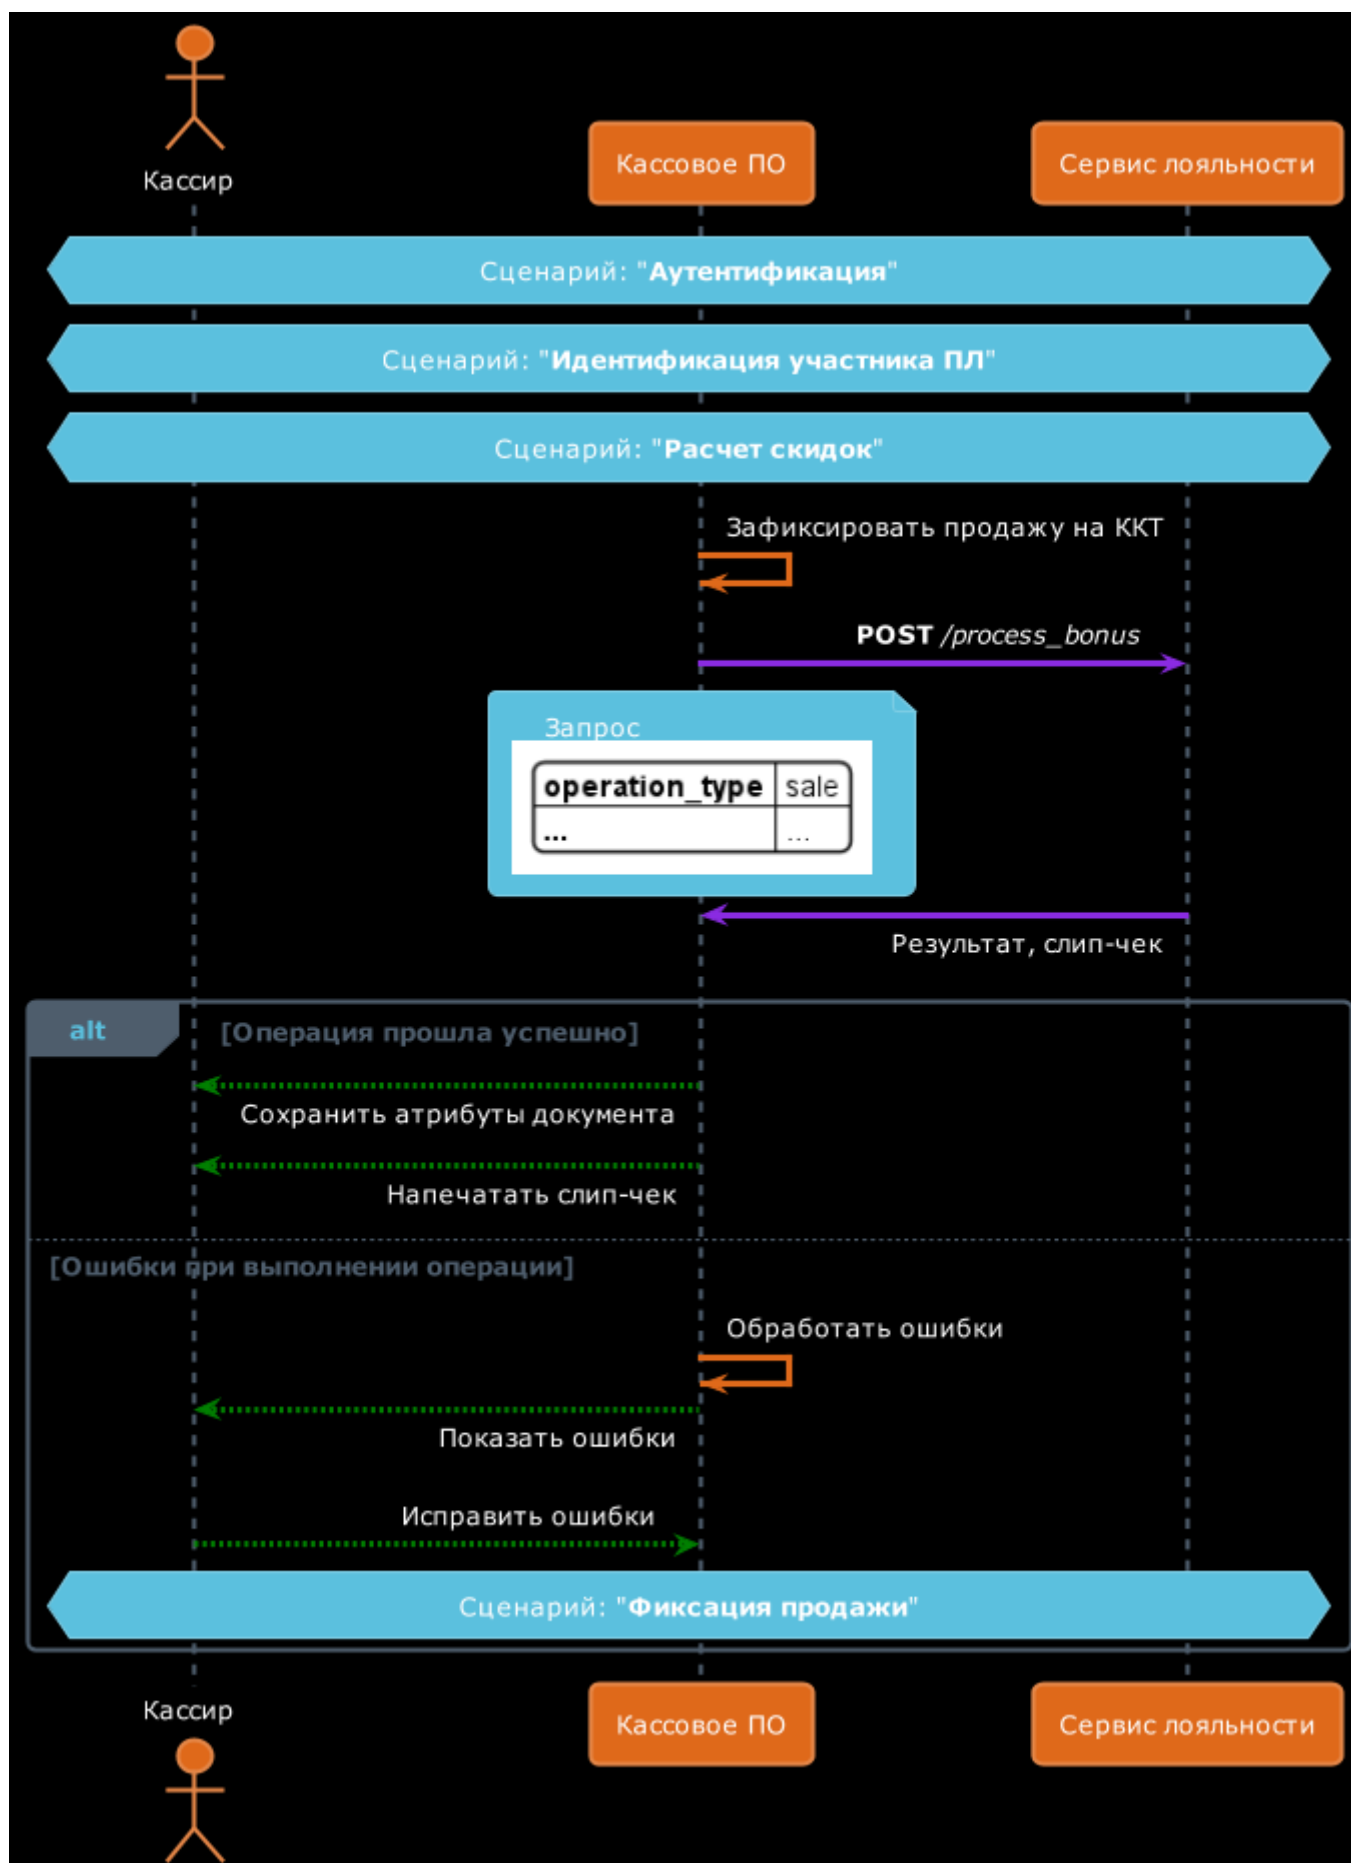 Кассир
Кассовое ПО
Сервис лояльности
Сценарий: "Аутентификация"
Сценарий: "Идентификация участника ПЛ"
Сценарий: "Расчет скидок"
Зафиксировать продажу на ККТ
POST /process_bonus
Запрос
operation_type sale
... ...
Результат, слип-чек
alt [Операция прошла успешно]
Сохранить атрибуты документа
Напечатать слип-чек
[Ошибки при выполнении операции]
Обработать ошибки
Показать ошибки
Исправить ошибки
Сценарий: "Фиксация продажи"
Кассир
Кассовое ПО
Сервис лояльности